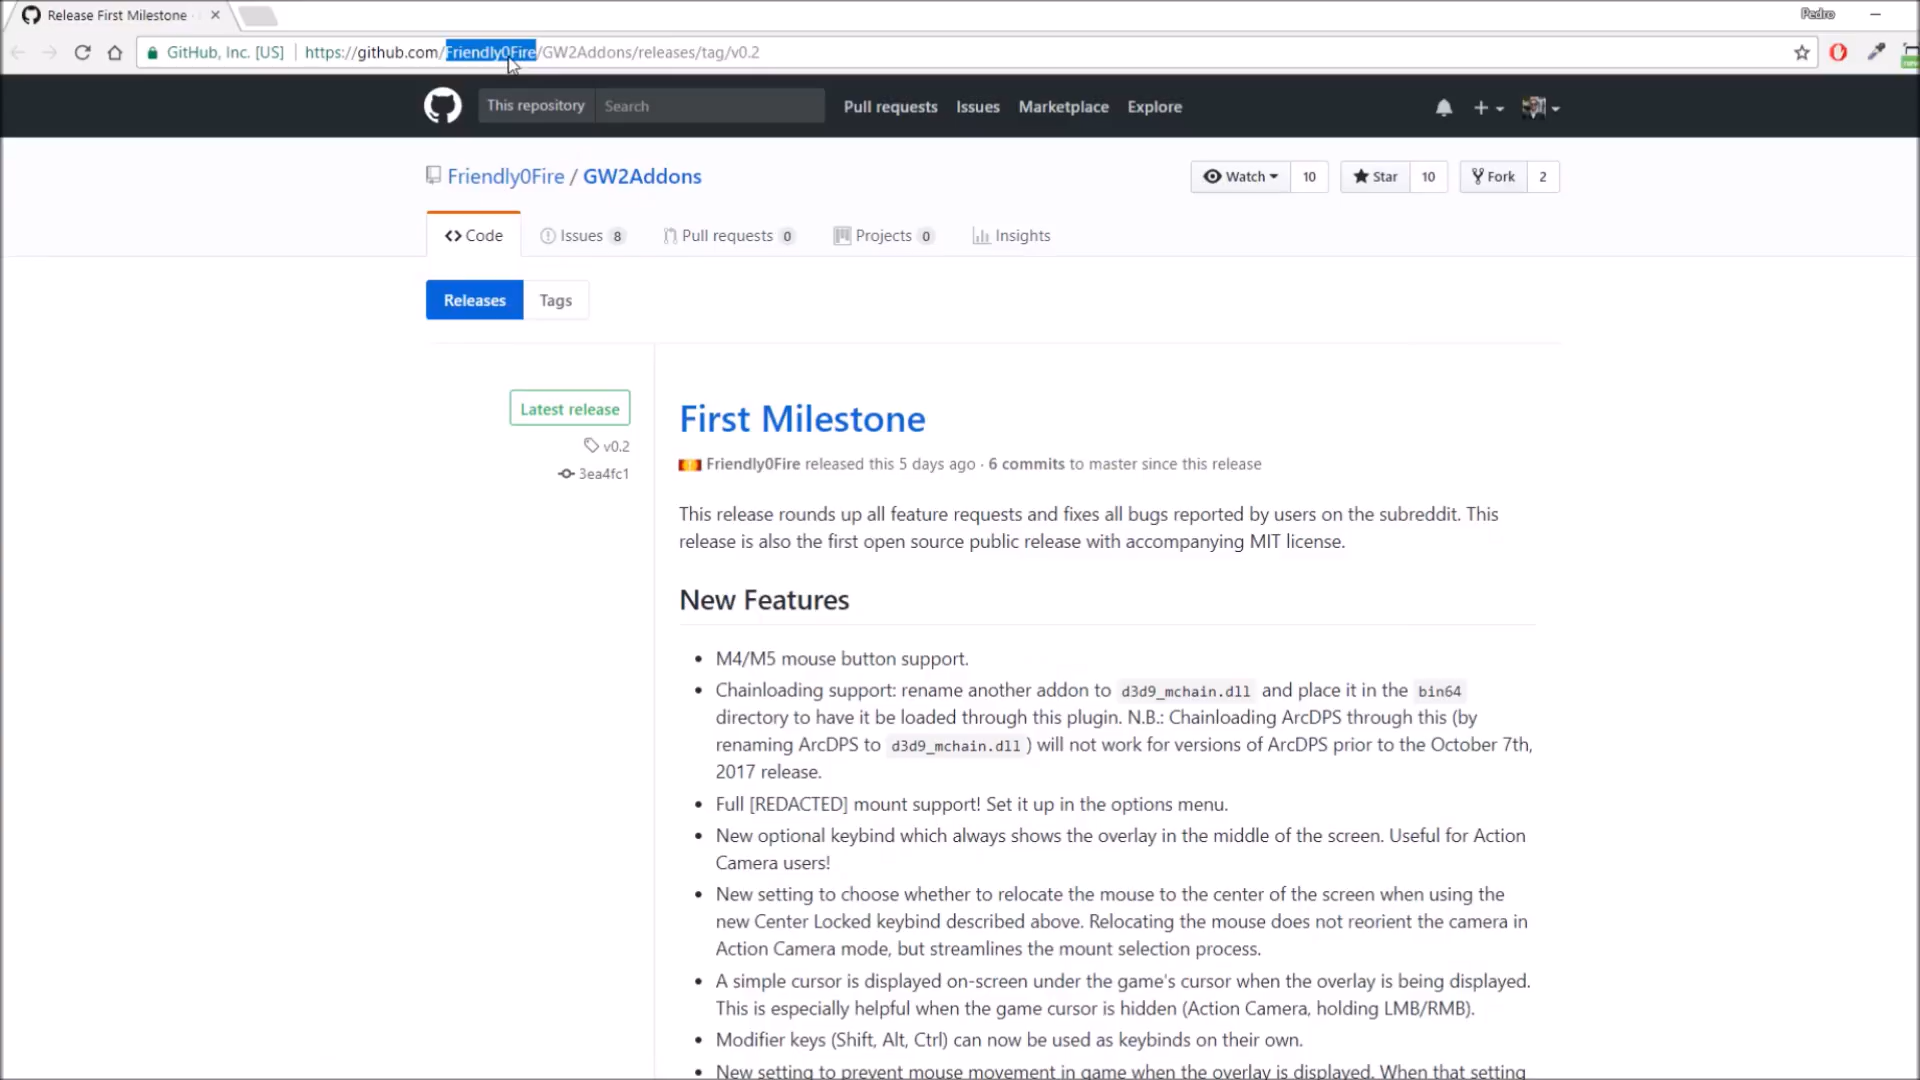 Release First Milestone
Pedro
GitHub, Inc. [US] https://github.com/Friendly0Fire/GW2Addons/releases/tag/v0.2
This repository Search Pull requests Issues Marketplace Explore
Friendly0Fire / GW2Addons Watch 10 Star 10 Fork 2
Code Issues 8 Pull requests 0 Projects 0 Insights
Releases Tags
Latest release
v0.2
3ea4fc1
First Milestone
Friendly0Fire released this 5 days ago · 6 commits to master since this release
This release rounds up all feature requests and fixes all bugs reported by users on the subreddit. This
release is also the first open source public release with accompanying MIT license.
New Features
• M4/M5 mouse button support.
• Chainloading support: rename another addon to d3d9_mchain.dll and place it in the bin64
directory to have it be loaded through this plugin. N.B.: Chainloading ArcDPS through this (by
renaming ArcDPS to d3d9_mchain.dll ) will not work for versions of ArcDPS prior to the October 7th,
2017 release.
• Full [REDACTED] mount support! Set it up in the options menu.
• New optional keybind which always shows the overlay in the middle of the screen. Useful for Action
Camera users!
• New setting to choose whether to relocate the mouse to the center of the screen when using the
new Center Locked keybind described above. Relocating the mouse does not reorient the camera in
Action Camera mode, but streamlines the mount selection process.
• A simple cursor is displayed on-screen under the game's cursor when the overlay is being displayed.
This is especially helpful when the game cursor is hidden (Action Camera, holding LMB/RMB).
• Modifier keys (Shift, Alt, Ctrl) can now be used as keybinds on their own.
• New setting to prevent mouse movement in game when the overlay is displayed. When that setting